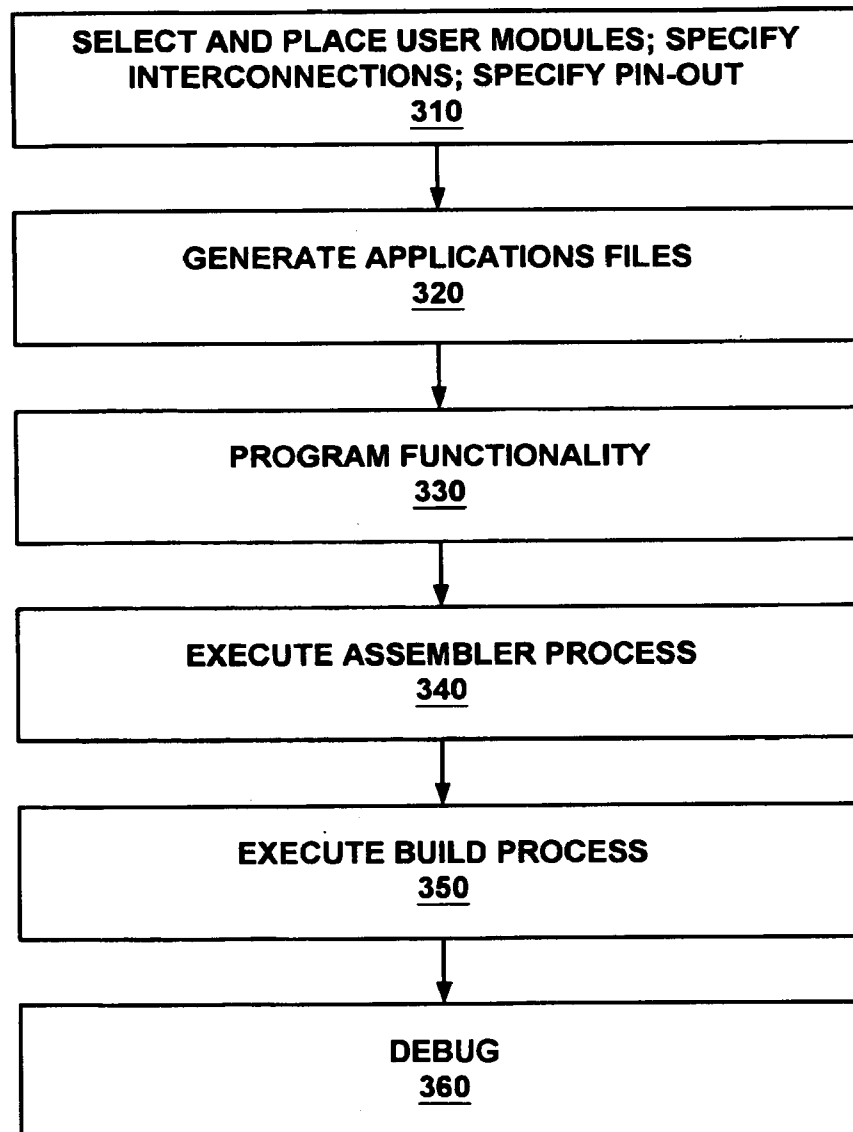 SELECT AND PLACE USER MODULES; SPECIFY
INTERCONNECTIONS; SPECIFY PIN-OUT
310
GENERATE APPLICATIONS FILES
320
PROGRAM FUNCTIONALITY
330
EXECUTE ASSEMBLER PROCESS
340
EXECUTE BUILD PROCESS
350
DEBUG
360